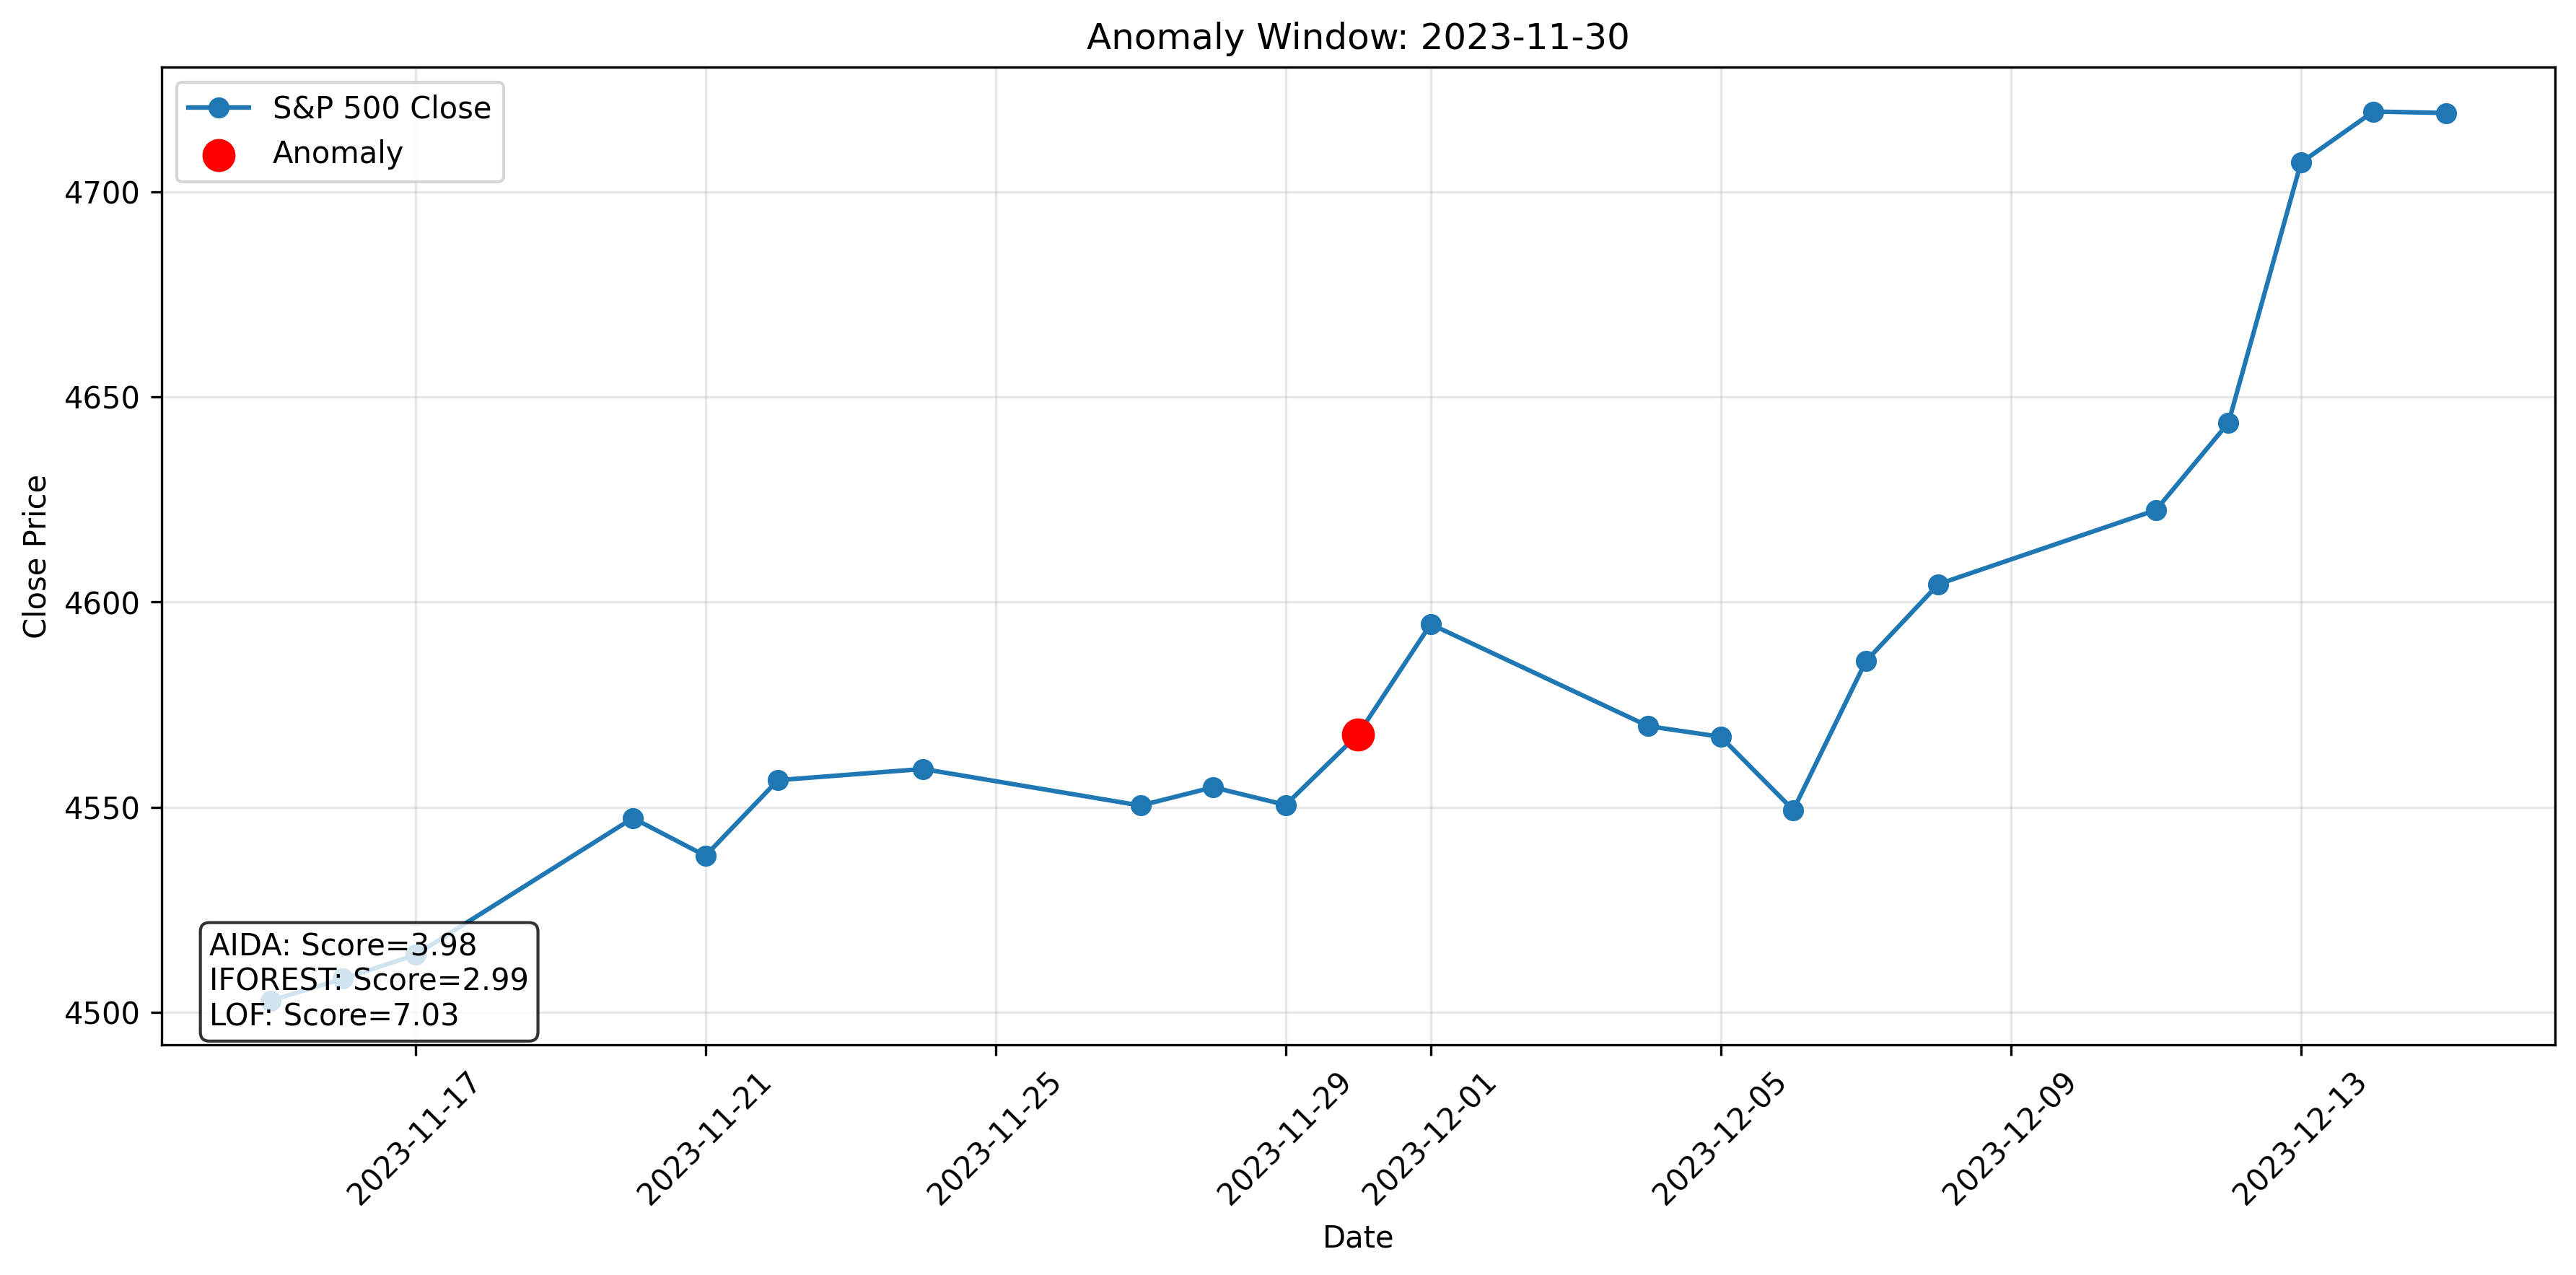 Anomaly Window: 2023-11-30
S&P 500 Close
Anomaly
4700
4650
4600
4550
4500
Close Price
AIDA: Score=3.98
IFOREST: Score=2.99
LOF: Score=7.03
2023-11-17
2023-11-21
2023-11-25
2023-11-29
2023-12-01
2023-12-05
2023-12-09
2023-12-13
Date